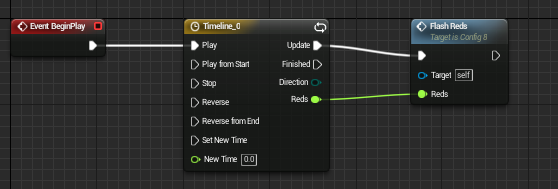 Event BeginPlay
Timeline_0
Play
Update
Play from Start
Finished
Stop
Direction
Reverse
Reds
Reverse from End
Set New Time
New Time 0.0
Flash Reds
Target is Config 8
Target self
Reds